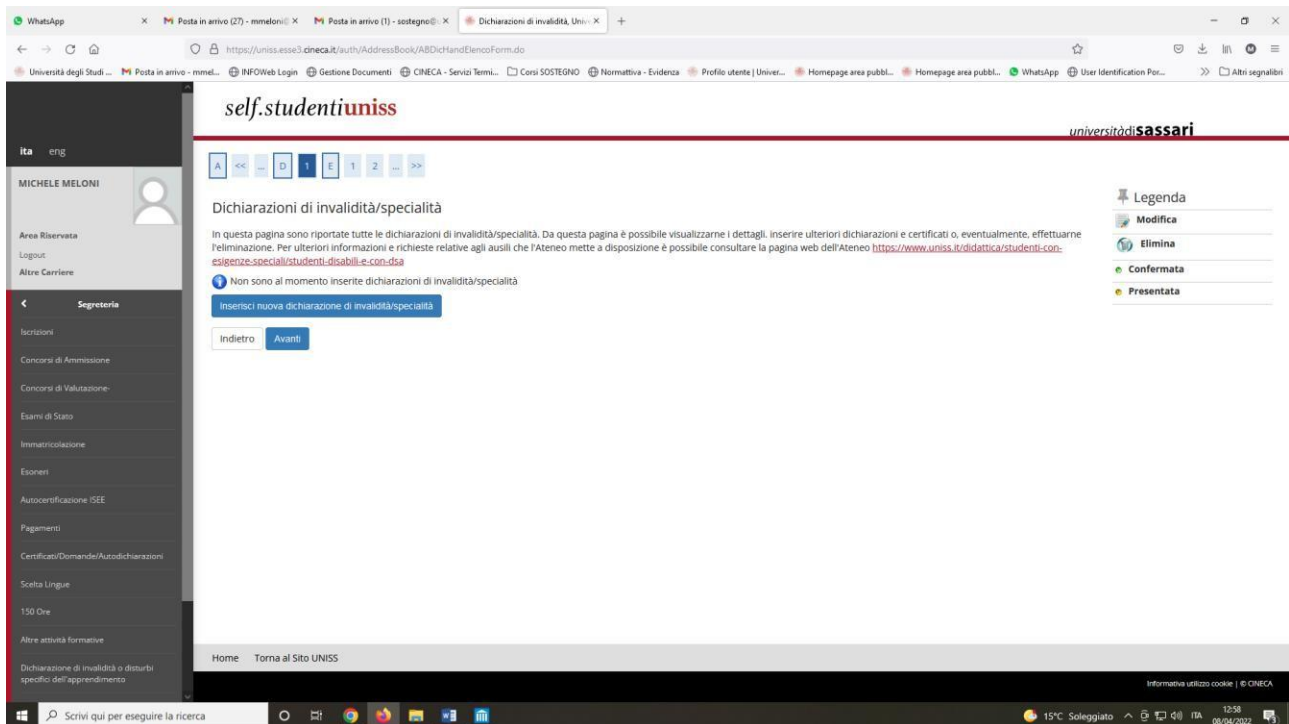 WhatsApp
Posta in arrivo (27) - mmeloni@
Posta in arrivo (1) - sostegno@u
Dichiarazioni di invalidità, Univ
https://uniss.esse3.cineca.it/auth/AddressBook/ABDicHandElencoForm.do
Università degli Studi ...
Posta in arrivo - mmel...
INFOWeb Login
Gestione Documenti
CINECA - Servizi Termi...
Corsi SOSTEGNO
Normattiva - Evidenza
Profilo utente | Univer...
Homepage area pubbl...
Homepage area pubbl...
WhatsApp
User Identification Por...
Altri segnalibri
self.studentiuniss
universitàdisassari
ita eng
MICHELE MELONI
Area Riservata
Logout
Altre Carriere
Segreteria
Iscrizioni
Concorsi di Ammissione
Concorsi di Valutazione-
Esami di Stato
Immatricolazione
Esoneri
Autocertificazione ISEE
Pagamenti
Certificati/Domande/Autodichiarazioni
Scelta Lingue
150 Ore
Altre attività formative
Dichiarazione di invalidità o disturbi
specifici dell'apprendimento
A << ... D 1 E 1 2 ... >>
Dichiarazioni di invalidità/specialità
In questa pagina sono riportate tutte le dichiarazioni di invalidità/specialità. Da questa pagina è possibile visualizzarne i dettagli. inserire ulteriori dichiarazioni e certificati o, eventualmente, effettuarne
l'eliminazione. Per ulteriori informazioni e richieste relative agli ausili che l'Ateneo mette a disposizione è possibile consultare la pagina web dell'Ateneo https://www.uniss.it/didattica/studenti-con-
esigenze-speciali/studenti-disabili-e-con-dsa
Non sono al momento inserite dichiarazioni di invalidità/specialità
Inserisci nuova dichiarazione di invalidità/specialità
Indietro Avanti
Legenda
Modifica
Elimina
Confermata
Presentata
Home Torna al Sito UNISS
Informativa utilizzo cookie | © CINECA
Scrivi qui per eseguire la ricerca
15°C Soleggiato
ITA
12:58
08/04/2022